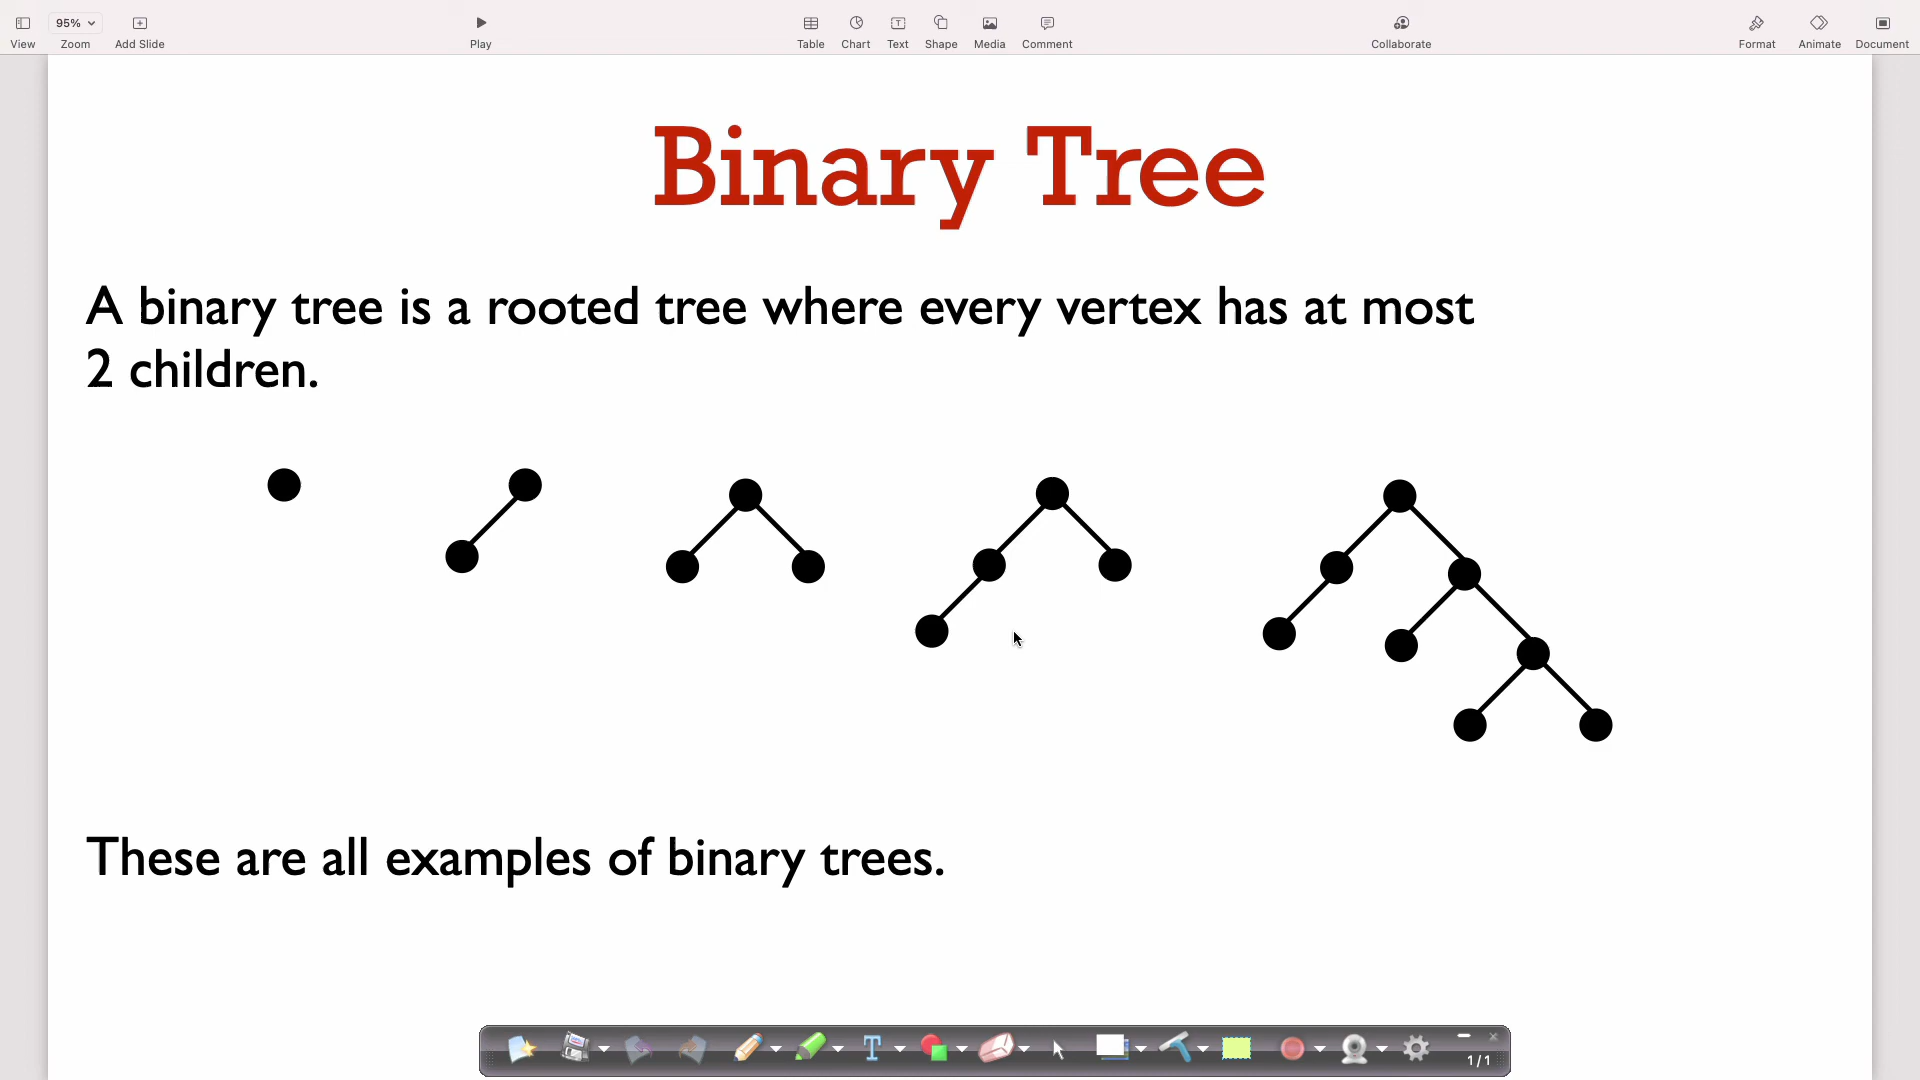 95%
View Zoom Add Slide Play Table Chart Text Shape Media Comment Collaborate Format Animate Document
Binary Tree
A binary tree is a rooted tree where every vertex has at most
2 children.
These are all examples of binary trees.
T
1/1